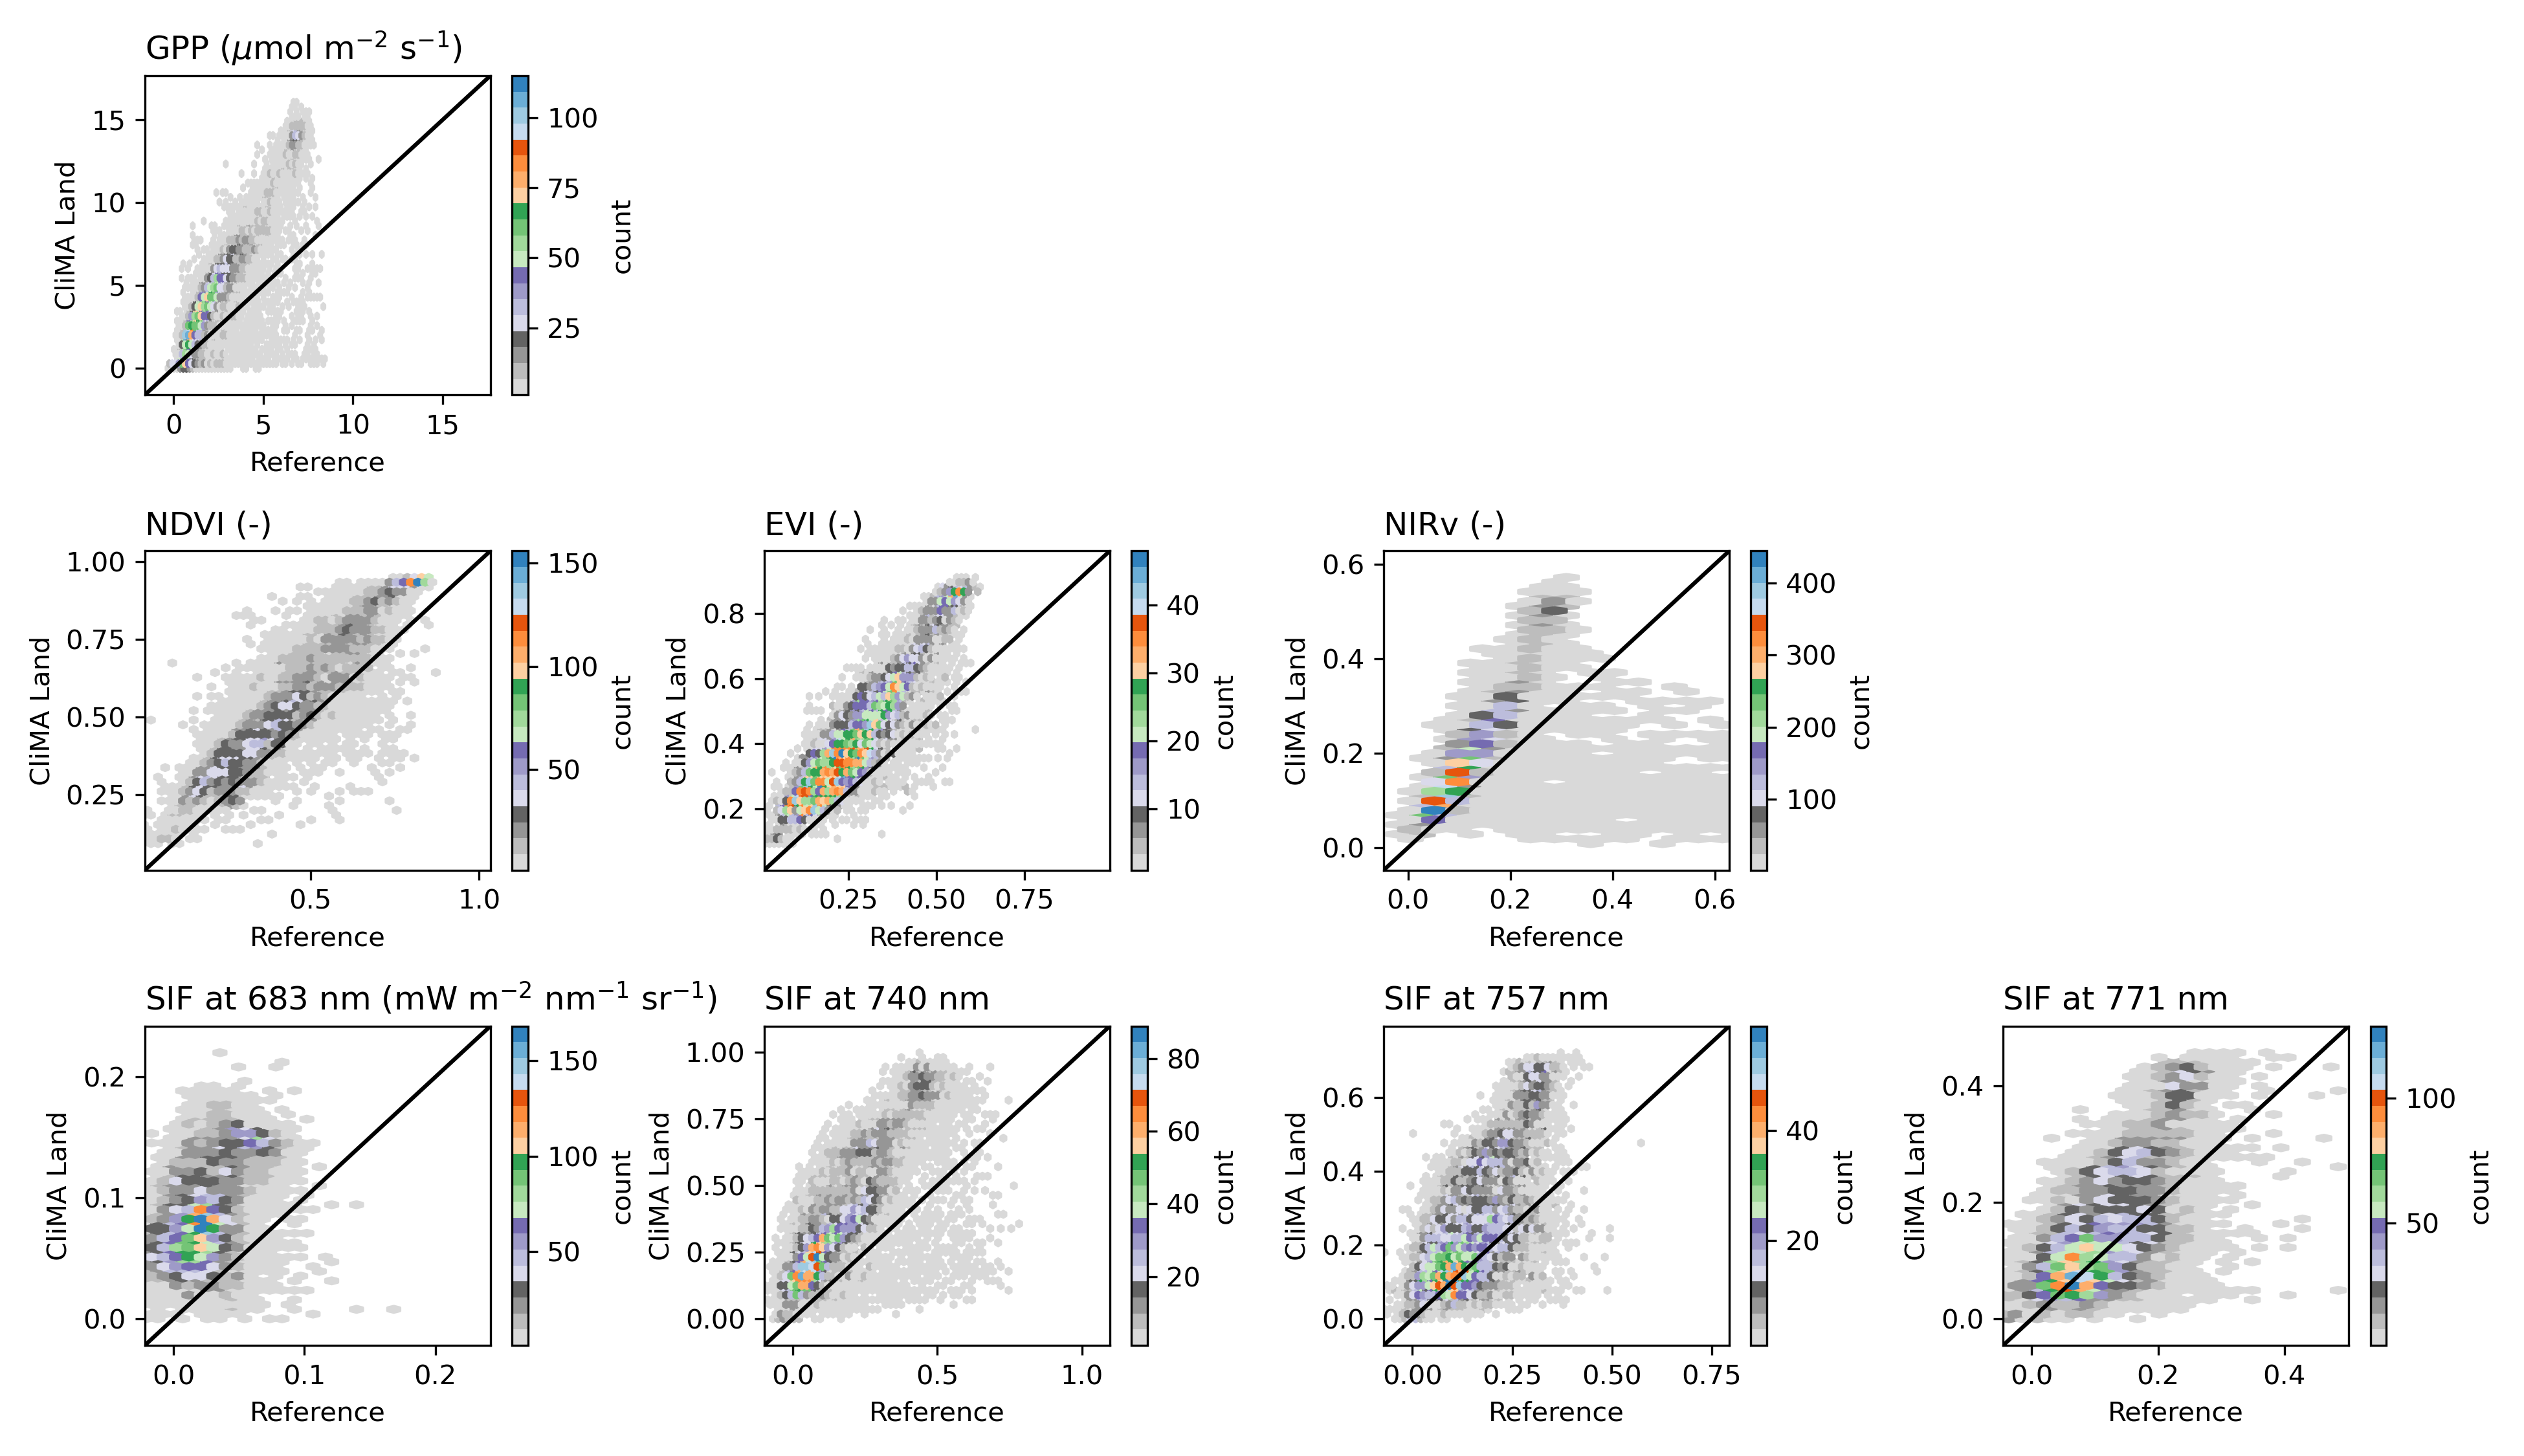 GPP (μmol m⁻² s⁻¹)
15
10
5
0
CliMA Land
0 5 10 15
Reference
100
75
50
25
count
NDVI (-)
1.00
0.75
0.50
0.25
CliMA Land
0.5 1.0
Reference
150
100
50
count
EVI (-)
0.8
0.6
0.4
0.2
CliMA Land
0.25 0.50 0.75
Reference
40
30
20
10
count
NIRv (-)
0.6
0.4
0.2
0.0
CliMA Land
0.0 0.2 0.4 0.6
Reference
400
300
200
100
count
SIF at 683 nm (mW m⁻² nm⁻¹ sr⁻¹)
0.2
0.1
0.0
CliMA Land
0.0 0.1 0.2
Reference
150
100
50
count
SIF at 740 nm
1.00
0.75
0.50
0.25
0.00
CliMA Land
0.0 0.5 1.0
Reference
80
60
40
20
count
SIF at 757 nm
0.6
0.4
0.2
0.0
CliMA Land
0.00 0.25 0.50 0.75
Reference
40
20
count
SIF at 771 nm
0.4
0.2
0.0
CliMA Land
0.0 0.2 0.4
Reference
100
50
count